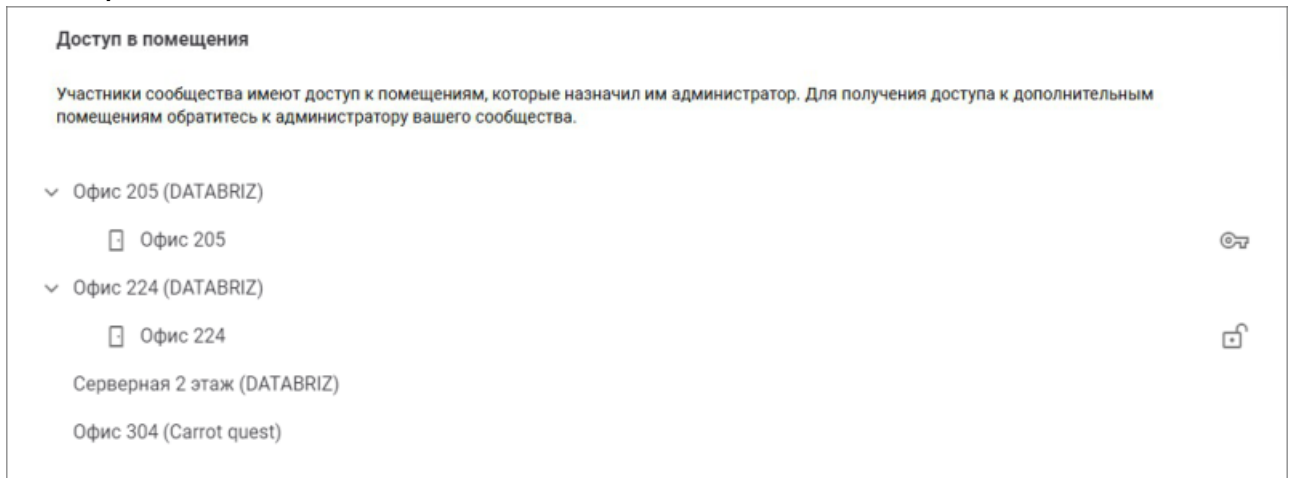 Доступ в помещения
Участники сообщества имеют доступ к помещениям, которые назначил им администратор. Для получения доступа к дополнительным
помещениям обратитесь к администратору вашего сообщества.
Офис 205 (DATABRIZ)
Офис 205
Офис 224 (DATABRIZ)
Офис 224
Серверная 2 этаж (DATABRIZ)
Офис 304 (Carrot quest)